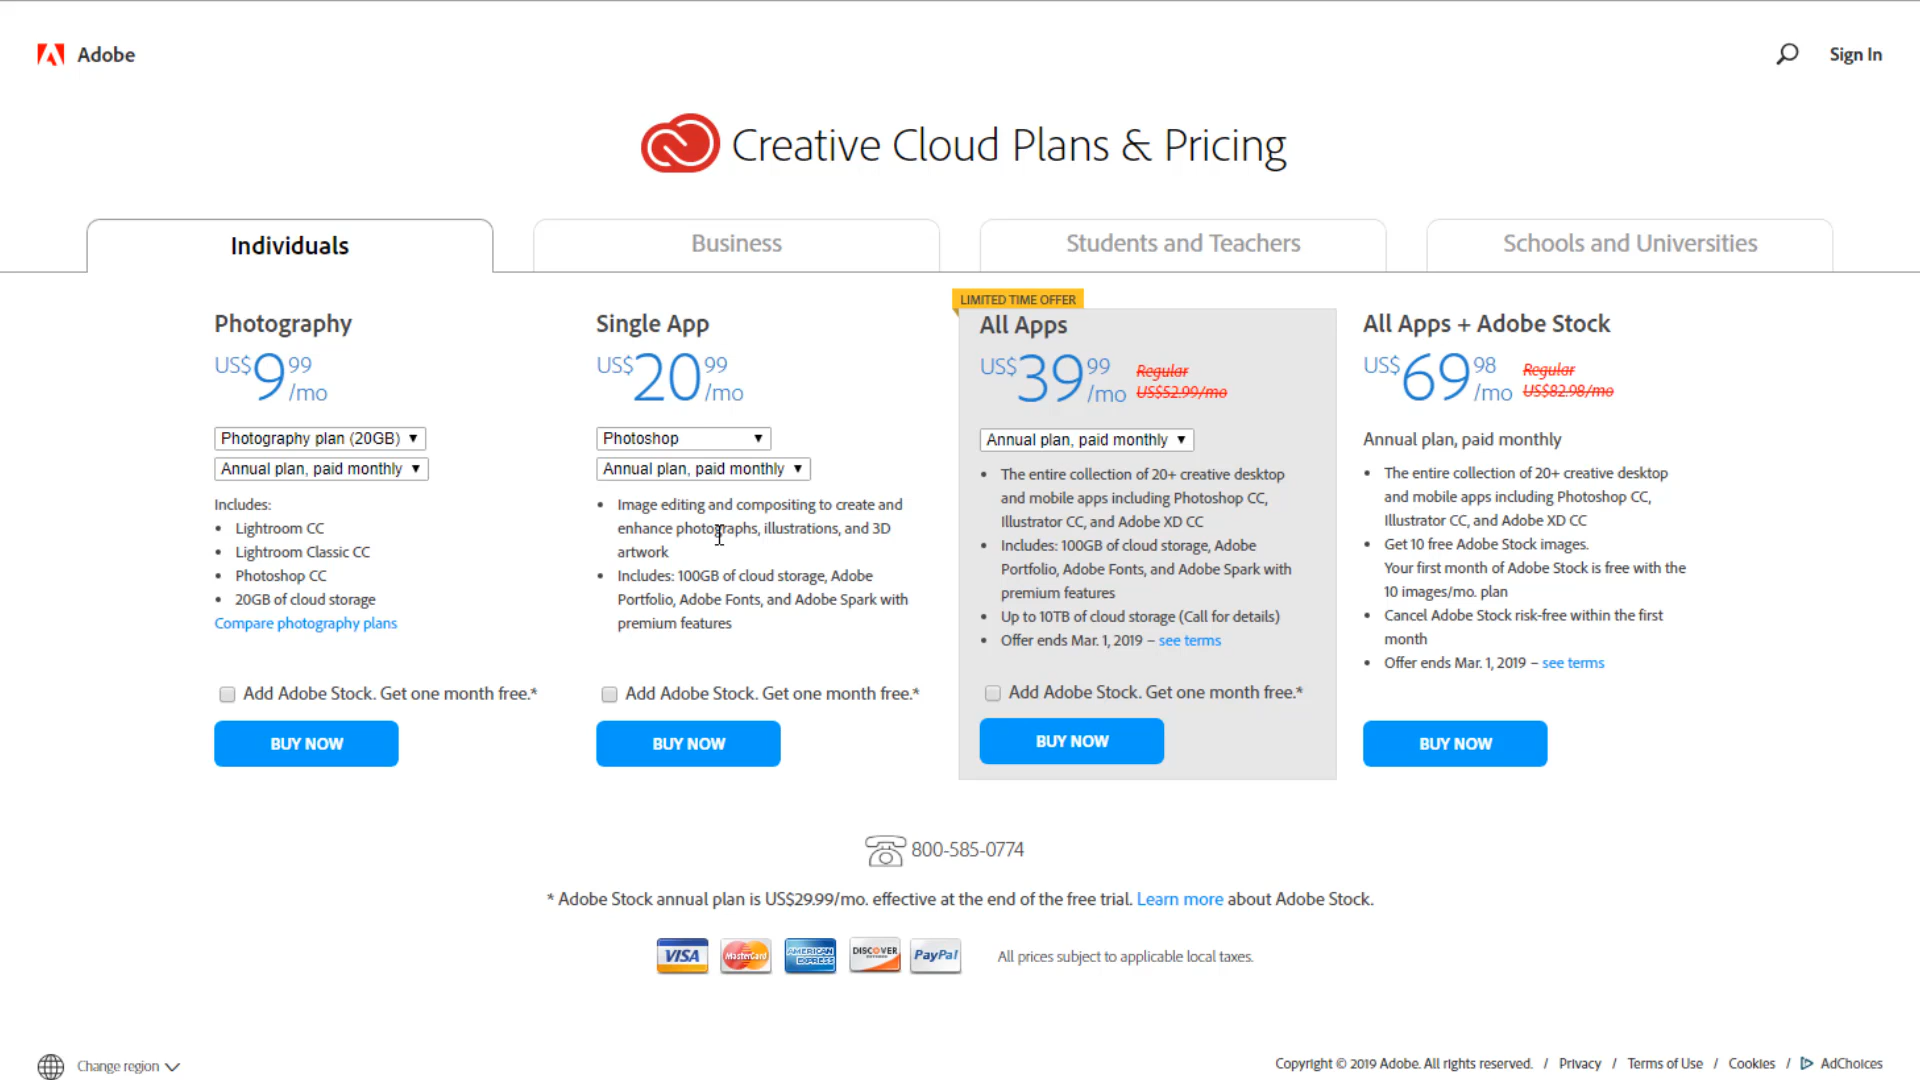 Adobe
Sign In
Creative Cloud Plans & Pricing
Individuals
Business
Students and Teachers
Schools and Universities
Photography
US$9.99/mo
Photography plan (20GB)
Annual plan, paid monthly
Includes:
• Lightroom CC
• Lightroom Classic CC
• Photoshop CC
• 20GB of cloud storage
Compare photography plans
Add Adobe Stock. Get one month free.*
BUY NOW
Single App
US$20.99/mo
Photoshop
Annual plan, paid monthly
• Image editing and compositing to create and
enhance photographs, illustrations, and 3D
artwork
• Includes: 100GB of cloud storage, Adobe
Portfolio, Adobe Fonts, and Adobe Spark with
premium features
Add Adobe Stock. Get one month free.*
BUY NOW
LIMITED TIME OFFER
All Apps
US$39.99/mo
Regular
US$52.99/mo
Annual plan, paid monthly
• The entire collection of 20+ creative desktop
and mobile apps including Photoshop CC,
Illustrator CC, and Adobe XD CC
• Includes: 100GB of cloud storage, Adobe
Portfolio, Adobe Fonts, and Adobe Spark with
premium features
• Up to 10TB of cloud storage (Call for details)
• Offer ends Mar. 1, 2019 – see terms
Add Adobe Stock. Get one month free.*
BUY NOW
All Apps + Adobe Stock
US$69.98/mo
Regular
US$82.98/mo
Annual plan, paid monthly
• The entire collection of 20+ creative desktop
and mobile apps including Photoshop CC,
Illustrator CC, and Adobe XD CC
• Get 10 free Adobe Stock images.
Your first month of Adobe Stock is free with the
10 images/mo. plan
• Cancel Adobe Stock risk-free within the first
month
• Offer ends Mar. 1, 2019 – see terms
BUY NOW
800-585-0774
* Adobe Stock annual plan is US$29.99/mo. effective at the end of the free trial. Learn more about Adobe Stock.
VISA
MasterCard
AMERICAN
EXPRESS
DISCOVER
PayPal
All prices subject to applicable local taxes.
Change region
Copyright © 2019 Adobe. All rights reserved. / Privacy / Terms of Use / Cookies / AdChoices